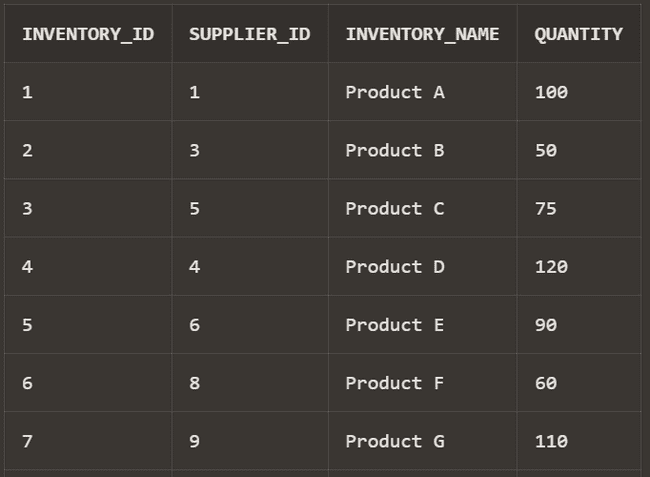 INVENTORY_ID SUPPLIER_ID INVENTORY_NAME QUANTITY
1 1 Product A 100
2 3 Product B 50
3 5 Product C 75
4 4 Product D 120
5 6 Product E 90
6 8 Product F 60
7 9 Product G 110